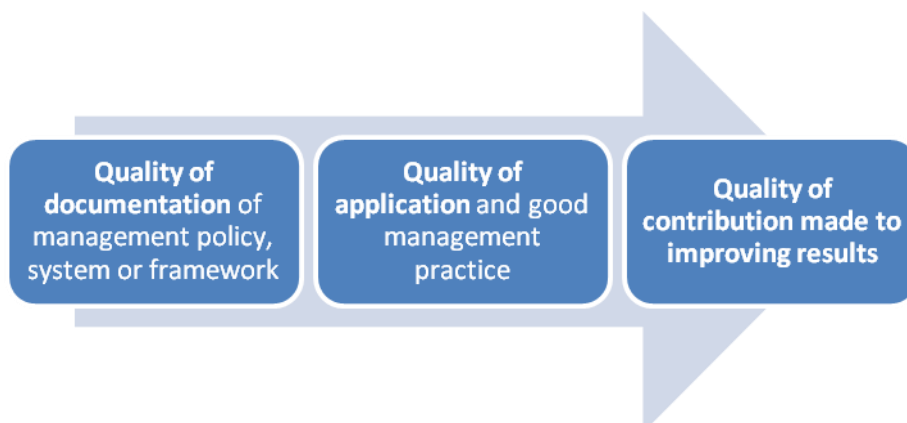 Quality of
documentation of
management policy,
system or framework
Quality of
application and good
management
practice
Quality of
contribution made to
improving results